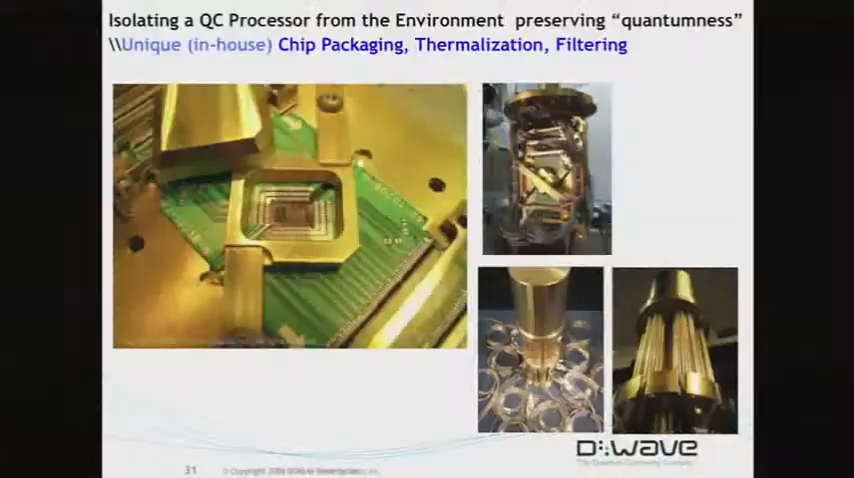 Isolating a QC Processor from the Environment preserving “quantumness”
\\Unique (in-house) Chip Packaging, Thermalization, Filtering
D:wave
The Quantum Computing Company
31
© Copyright